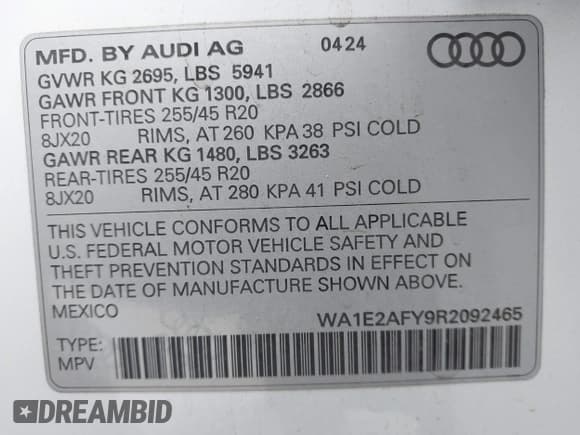 MFD. BY AUDI AG 0424
GVWR KG 2695, LBS 5941
GAWR FRONT KG 1300, LBS 2866
FRONT-TIRES 255/45 R20
8JX20 RIMS, AT 260 KPA 38 PSI COLD
GAWR REAR KG 1480, LBS 3263
REAR-TIRES 255/45 R20
8JX20 RIMS, AT 280 KPA 41 PSI COLD
THIS VEHICLE CONFORMS TO ALL APPLICABLE
U.S. FEDERAL MOTOR VEHICLE SAFETY AND
THEFT PREVENTION STANDARDS IN EFFECT ON
THE DATE OF MANUFACTURE SHOWN ABOVE.
MEXICO WA1E2AFY9R2092465
TYPE:
MPV
DREAMBID